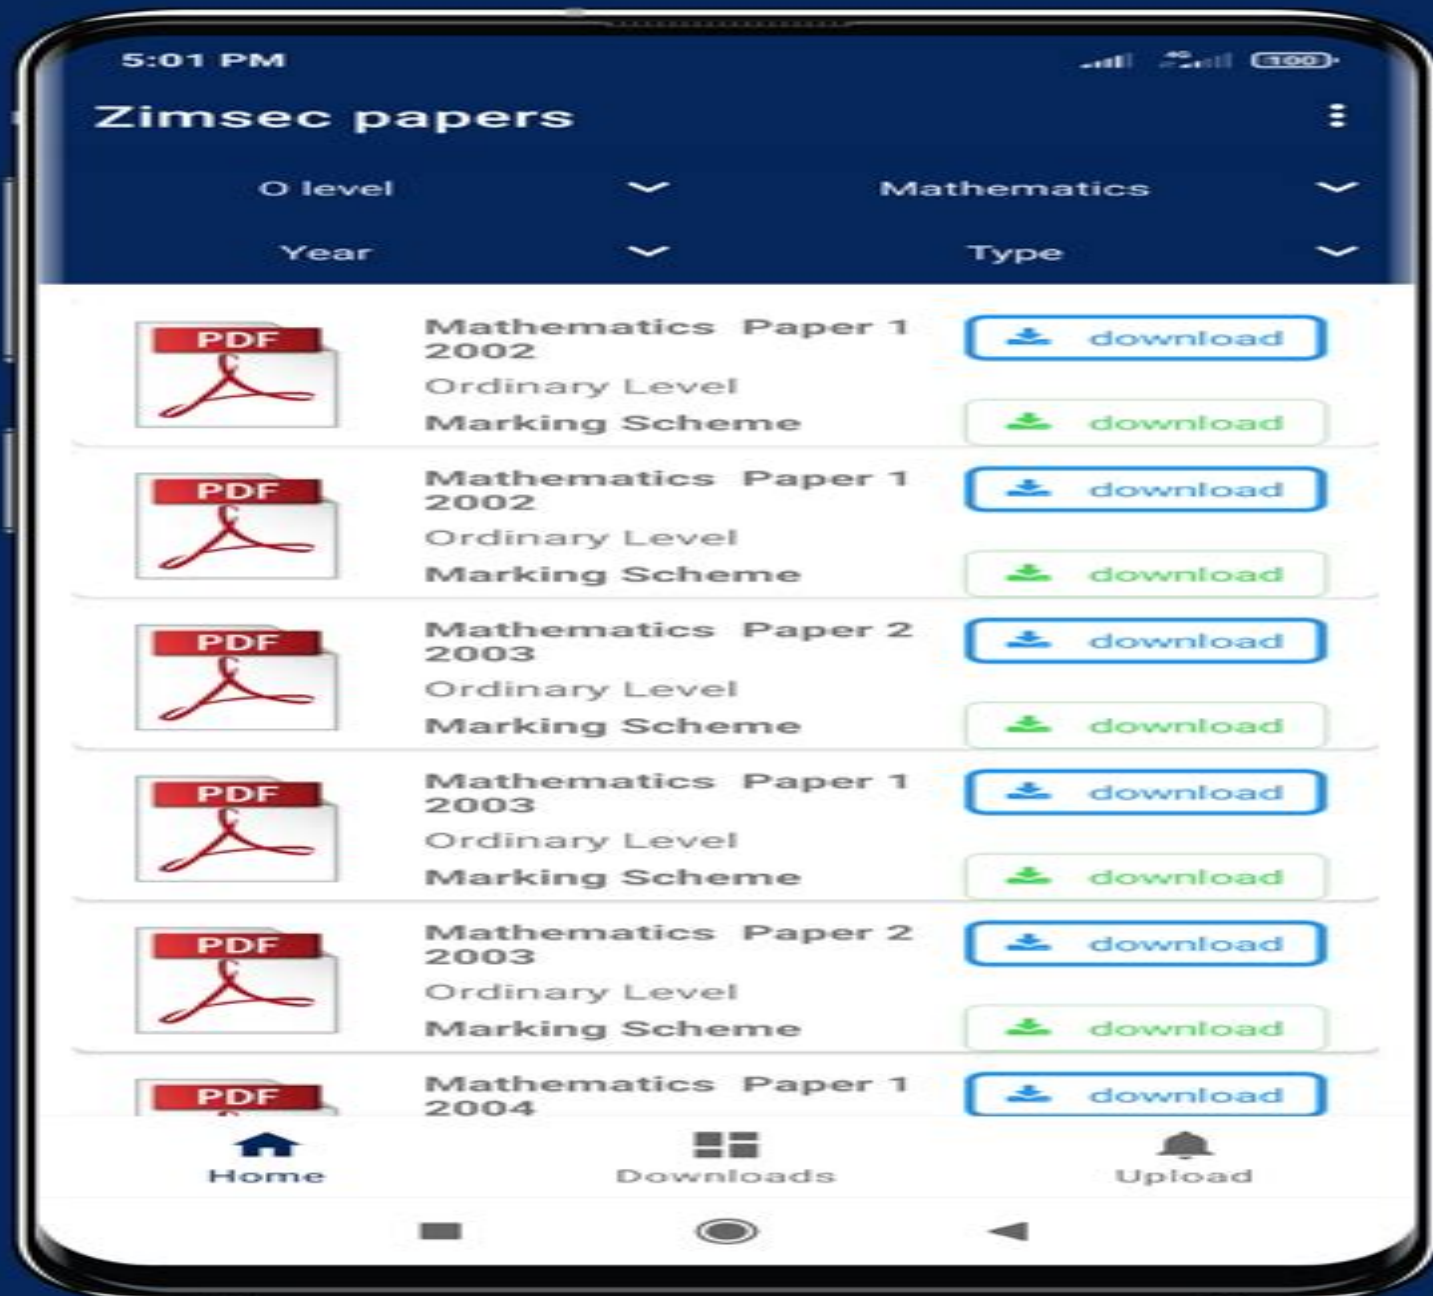 5:01 PM 4G 100
Zimsec papers
O level Mathematics
Year Type
PDF Mathematics Paper 1 download
2002
Ordinary Level
Marking Scheme download
PDF Mathematics Paper 1 download
2002
Ordinary Level
Marking Scheme download
PDF Mathematics Paper 2 download
2003
Ordinary Level
Marking Scheme download
PDF Mathematics Paper 1 download
2003
Ordinary Level
Marking Scheme download
PDF Mathematics Paper 2 download
2003
Ordinary Level
Marking Scheme download
PDF Mathematics Paper 1 download
2004
Home Downloads Upload